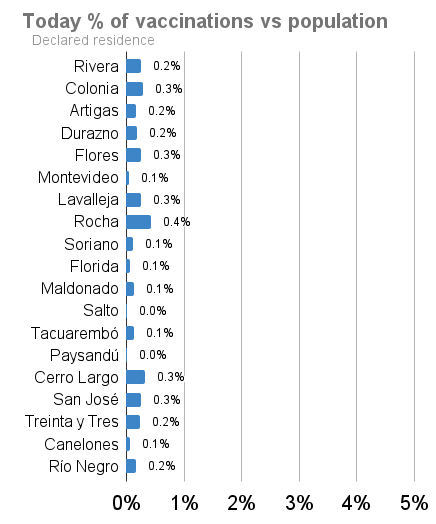 Today % of vaccinations vs population
Declared residence
Rivera 0.2%
Colonia 0.3%
Artigas 0.2%
Durazno 0.2%
Flores 0.3%
Montevideo 0.1%
Lavalleja 0.3%
Rocha 0.4%
Soriano 0.1%
Florida 0.1%
Maldonado 0.1%
Salto 0.0%
Tacuarembó 0.1%
Paysandú 0.0%
Cerro Largo 0.3%
San José 0.3%
Treinta y Tres 0.2%
Canelones 0.1%
Río Negro 0.2%
0% 1% 2% 3% 4% 5%